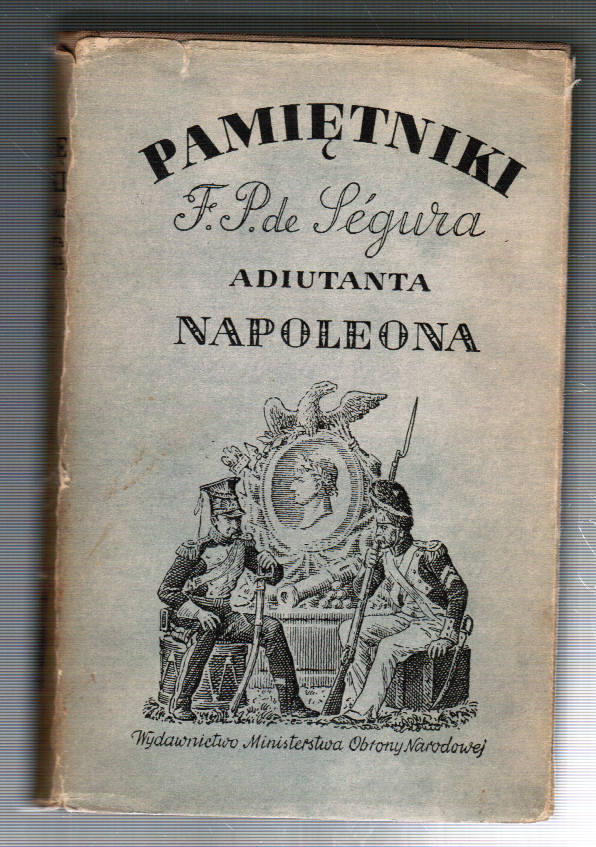 PAMIĘTNIKI
F. P. de Ségura
ADIUTANTA
NAPOLEONA
Wydawnictwo Ministerstwa Obrony Narodowej